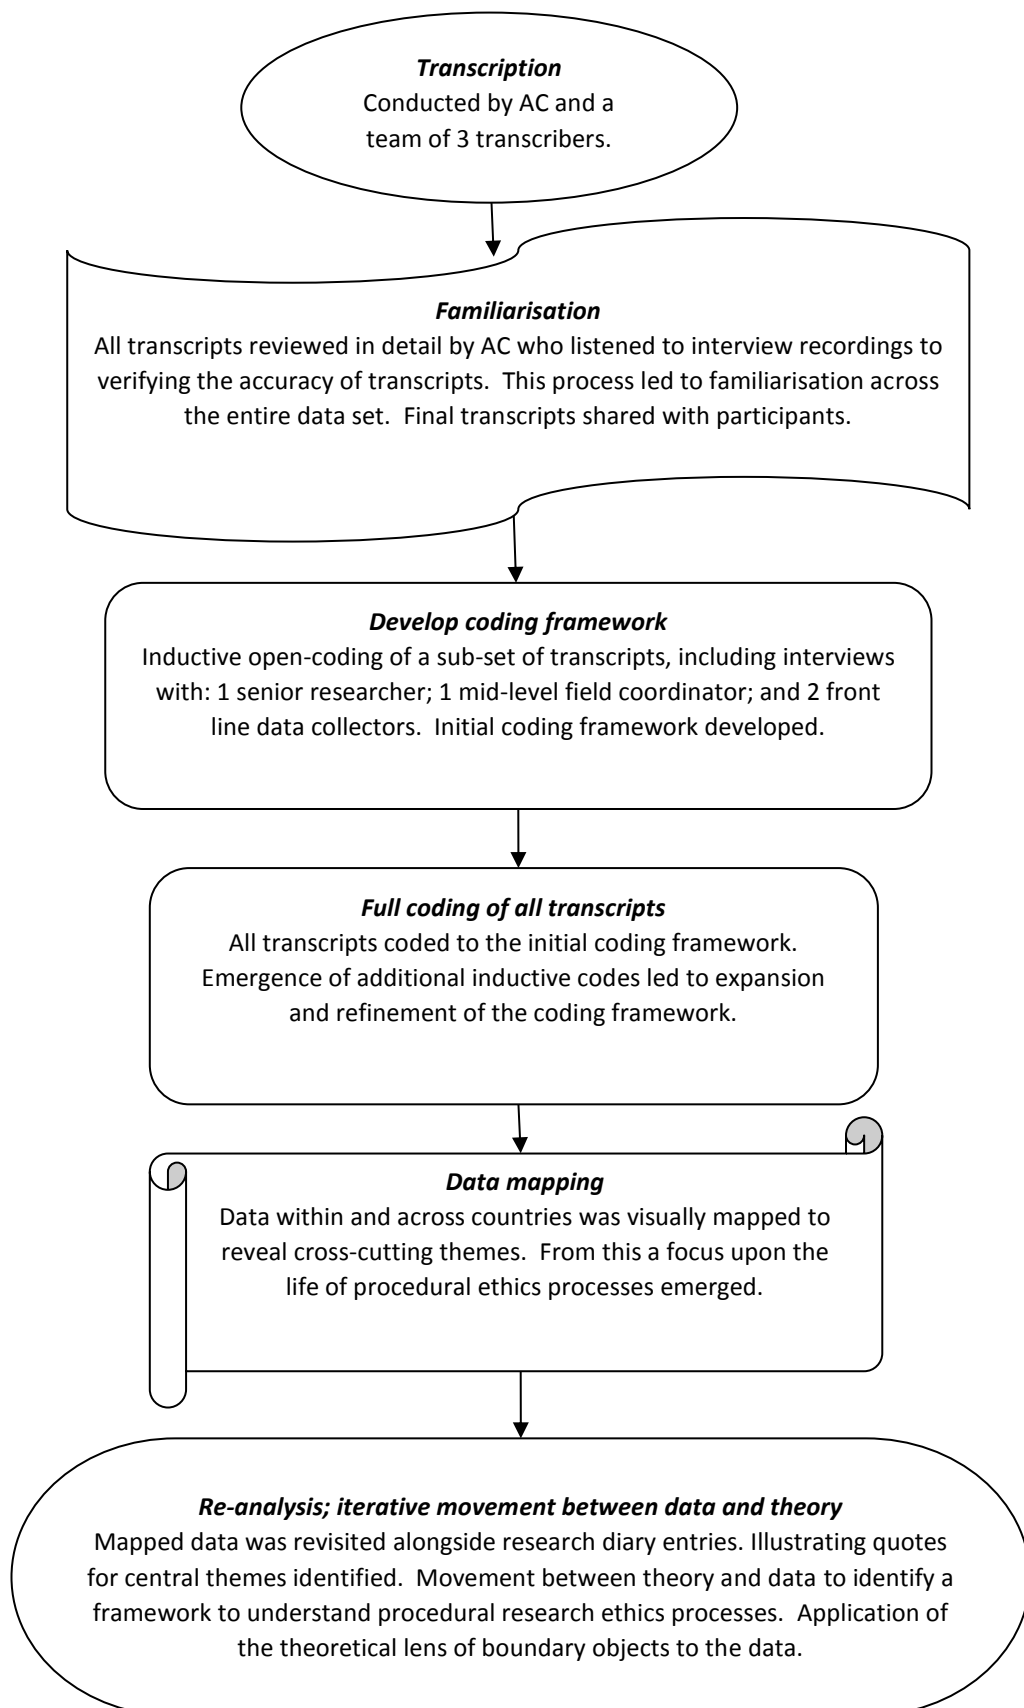 Transcription
Conducted by AC and a
team of 3 transcribers.
Familiarisation
All transcripts reviewed in detail by AC who listened to interview recordings to
verifying the accuracy of transcripts.  This process led to familiarisation across
the entire data set.  Final transcripts shared with participants.
Develop coding framework
Inductive open-coding of a sub-set of transcripts, including interviews
with: 1 senior researcher; 1 mid-level field coordinator; and 2 front
line data collectors.  Initial coding framework developed.
Full coding of all transcripts
All transcripts coded to the initial coding framework.
Emergence of additional inductive codes led to expansion
and refinement of the coding framework.
Data mapping
Data within and across countries was visually mapped to
reveal cross-cutting themes.  From this a focus upon the
life of procedural ethics processes emerged.
Re-analysis; iterative movement between data and theory
Mapped data was revisited alongside research diary entries. Illustrating quotes
for central themes identified.  Movement between theory and data to identify a
framework to understand procedural research ethics processes.  Application of
the theoretical lens of boundary objects to the data.